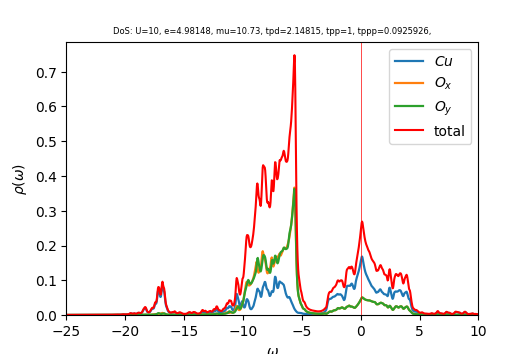 DoS: U=10, e=4.98148, mu=10.73, tpd=2.14815, tpp=1, tppp=0.0925926,
Cu
O_x
O_y
total
ρ(ω)
0.7
0.6
0.5
0.4
0.3
0.2
0.1
0.0
−25 −20 −15 −10 −5 0 5 10
ω